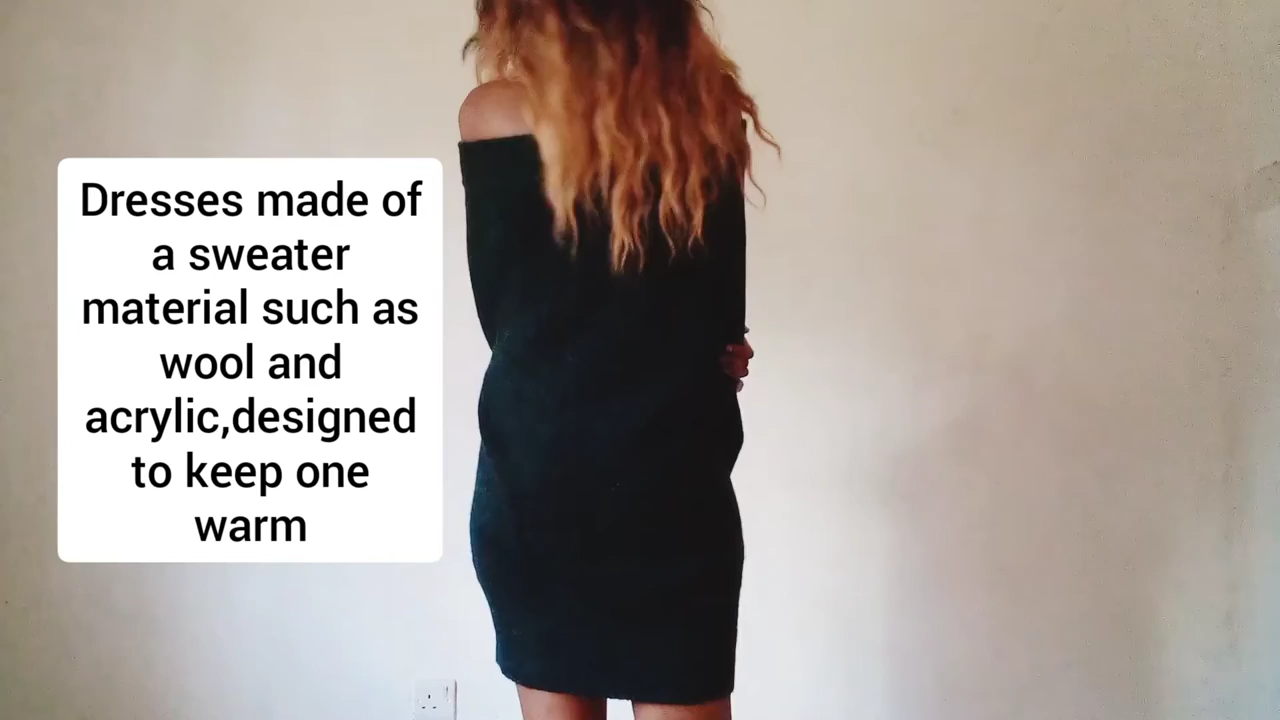 Dresses made of
a sweater
material such as
wool and
acrylic,designed
to keep one
warm